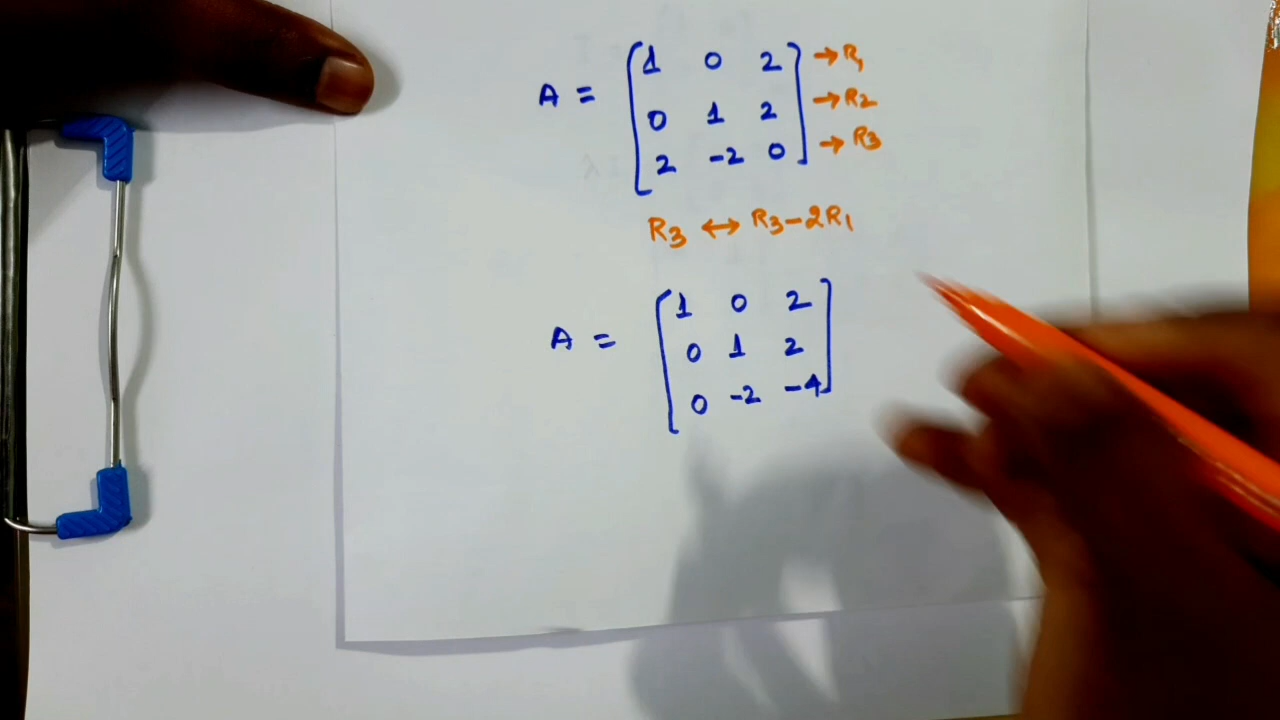 A = [1 0 2] → R1
[0 1 2] → R2
[2 -2 0] → R3
R3 ↔ R3-2R1
A = [1 0 2]
[0 1 2]
[0 -2 -4]